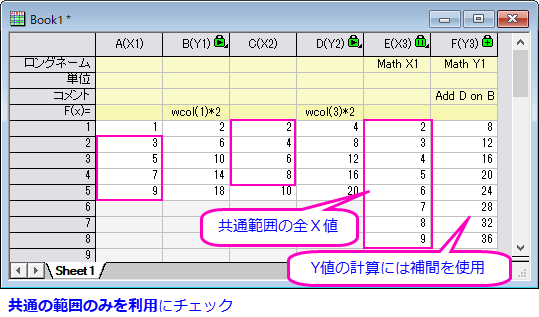 Book1 *
A(X1) B(Y1) C(X2) D(Y2) E(X3) F(Y3)
ロングネーム Math X1 Math Y1
単位
コメント Add D on B
F(x)= wcol(1)*2 wcol(3)*2
1 1 2 2 4 2 8
2 3 6 4 8 3 12
3 5 10 6 12 4 16
4 7 14 8 16 5 20
5 9 18 10 20 6 24
6 7 28
7 8 32
8 9 36
9
共通範囲の全X値
Y値の計算には補間を使用
Sheet1
共通の範囲のみを利用にチェック